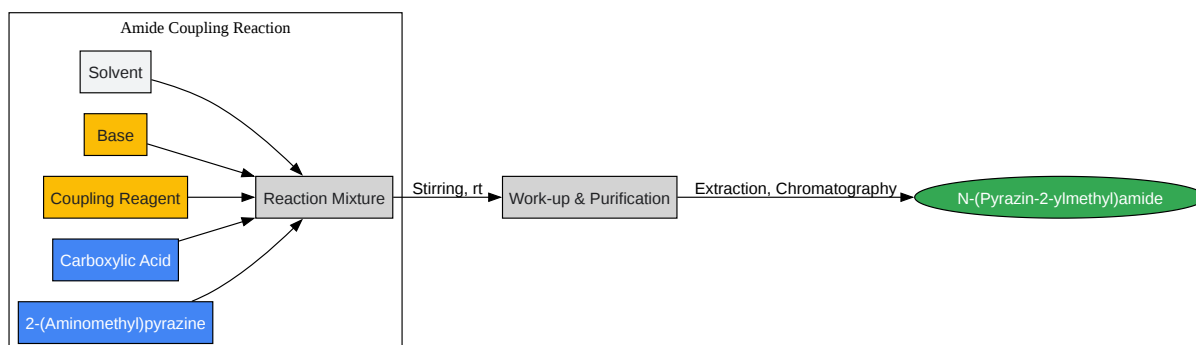 Amide Coupling Reaction
Solvent
Base
Coupling Reagent
Carboxylic Acid
2-(Aminomethyl)pyrazine
Reaction Mixture
Stirring, rt
Work-up & Purification
Extraction, Chromatography
N-(Pyrazin-2-ylmethyl)amide